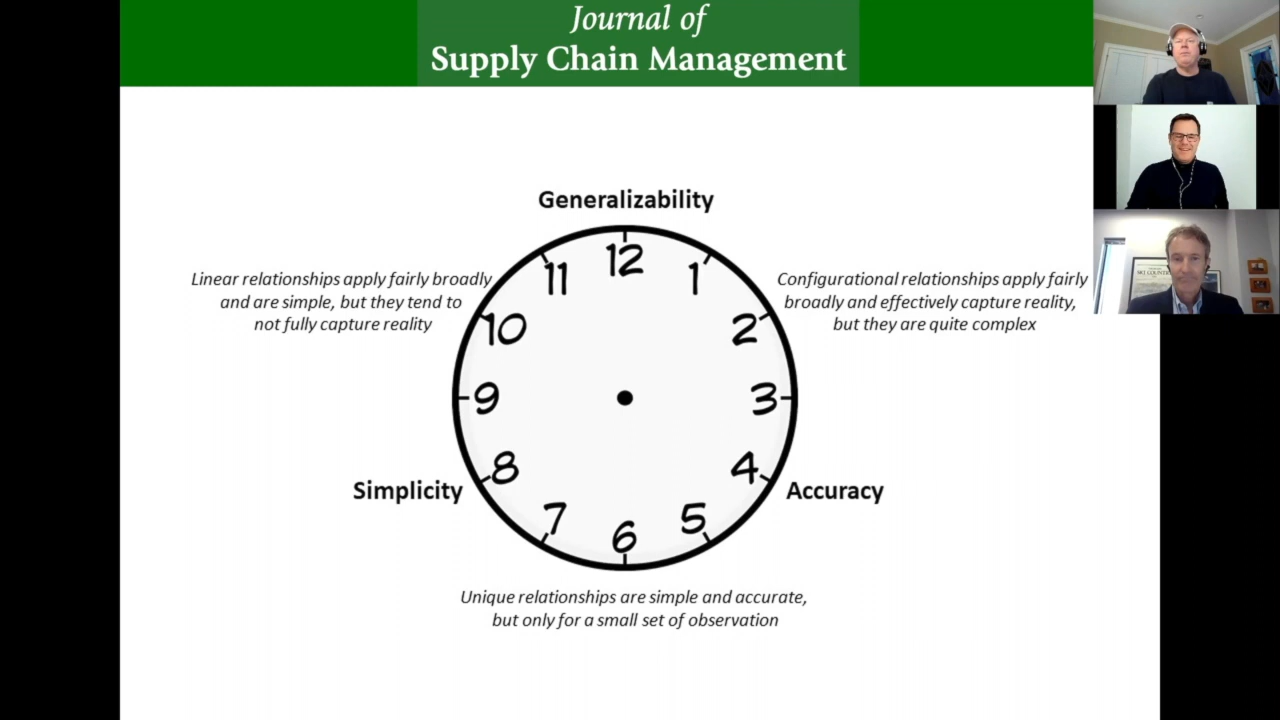 Journal of
Supply Chain Management
Generalizability
Linear relationships apply fairly broadly
and are simple, but they tend to
not fully capture reality
Configurational relationships apply fairly
broadly and effectively capture reality,
but they are quite complex
12
11
1
10
2
9
3
8
4
7
5
6
Simplicity
Accuracy
Unique relationships are simple and accurate,
but only for a small set of observation